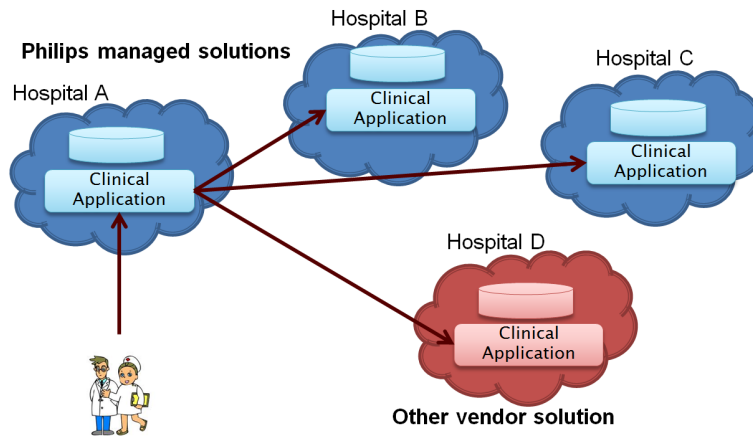 Hospital B
Philips managed solutions
Hospital C
Hospital A
Clinical
Application
Clinical
Application
Clinical
Application
Hospital D
Clinical
Application
Other vendor solution